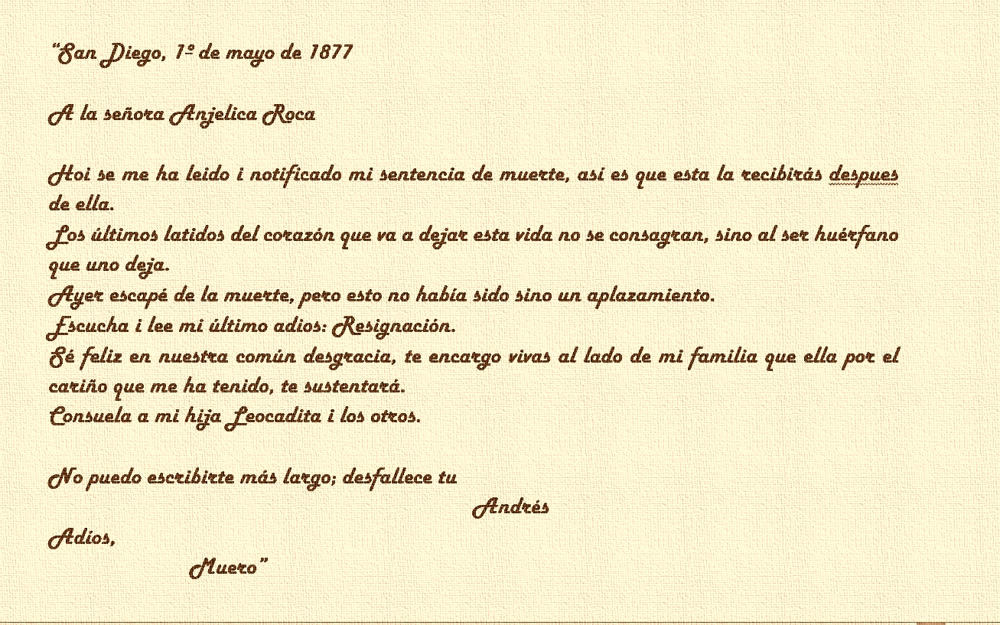 “San Diego, 1º de mayo de 1877
A la señora Anjelica Roca
Hoi se me ha leido i notificado mi sentencia de muerte, así es que esta la recibirás despues
de ella.
Los últimos latidos del corazón que va a dejar esta vida no se consagran, sino al ser huérfano
que uno deja.
Ayer escapé de la muerte, pero esto no había sido sino un aplazamiento.
Escucha i lee mi último adios: Resignación.
Sé feliz en nuestra común desgracia, te encargo vivas al lado de mi familia que ella por el
cariño que me ha tenido, te sustentará.
Consuela a mi hija Leocadita i los otros.
No puedo escribirte más largo; desfallece tu
Andrés
Adios,
Muero”